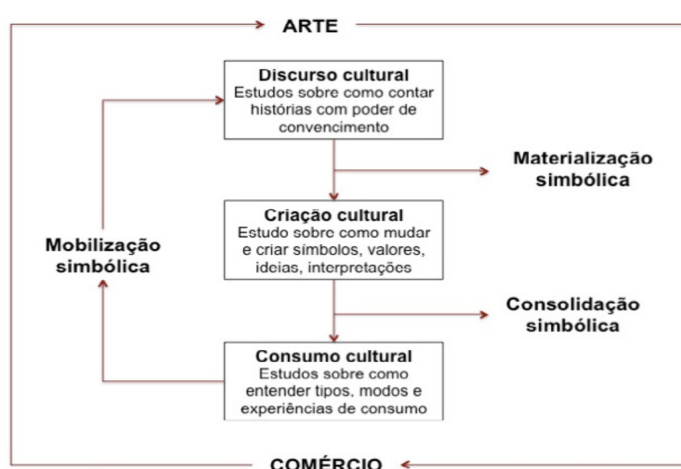 ARTE
Discurso cultural
Estudos sobre como contar
histórias com poder de
convencimento
Materialização
simbólica
Criação cultural
Estudo sobre como mudar
e criar símbolos, valores,
ideias, interpretações
Mobilização
simbólica
Consolidação
simbólica
Consumo cultural
Estudos sobre como
entender tipos, modos e
experiências de consumo
COMÉRCIO